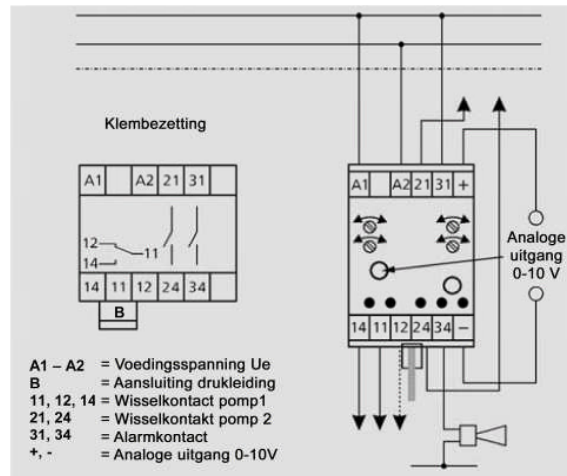 Klembezetting
A1 A2 21 31
12
11
14
14 11 12 24 34
B
A1 – A2 = Voedingsspanning Ue
B = Aansluiting drukleiding
11, 12, 14 = Wisselkontact pomp1
21, 24 = Wisselkontakt pomp 2
31, 34 = Alarmkontact
+, - = Analoge uitgang 0-10V
A1 A2 21 31 +
Analoge
uitgang
0-10 V
14 11 12 24 34 –